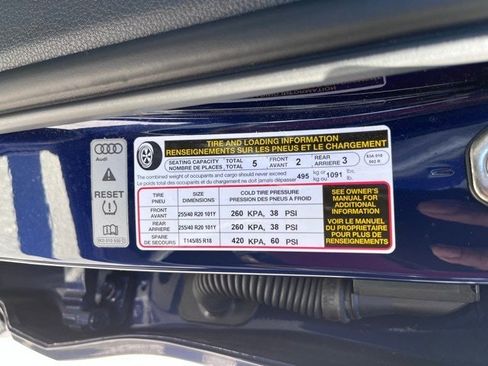 TIRE AND LOADING INFORMATION
RENSEIGNEMENTS SUR LES PNEUS ET LE CHARGEMENT
SEATING CAPACITY TOTAL 5 FRONT 2 REAR 3
NOMBRE DE PLACES TOTAL AVANT ARRIERE
The combined weight of occupants and cargo should never exceed 495 kg or 1091 Lbs.
Le poids total des occupants et du chargement ne doit jamais dépasser kg ou
TIRE SIZE COLD TIRE PRESSURE
PNEU DIMENSIONS PRESSION DES PNEUS A FROID
FRONT 255/40 R20 101Y 260 KPA, 38 PSI
AVANT
REAR 255/40 R20 101Y 260 KPA, 38 PSI
ARRIERE
SPARE T145/85 R18 420 KPA, 60 PSI
DE SECOURS
SEE OWNER'S
MANUAL FOR
ADDITIONAL
INFORMATION
VOIR LE MANUEL
DU PROPRIETAIRE
POUR PLUS DE
RENSEIGNEMENTS
Audi
RESET